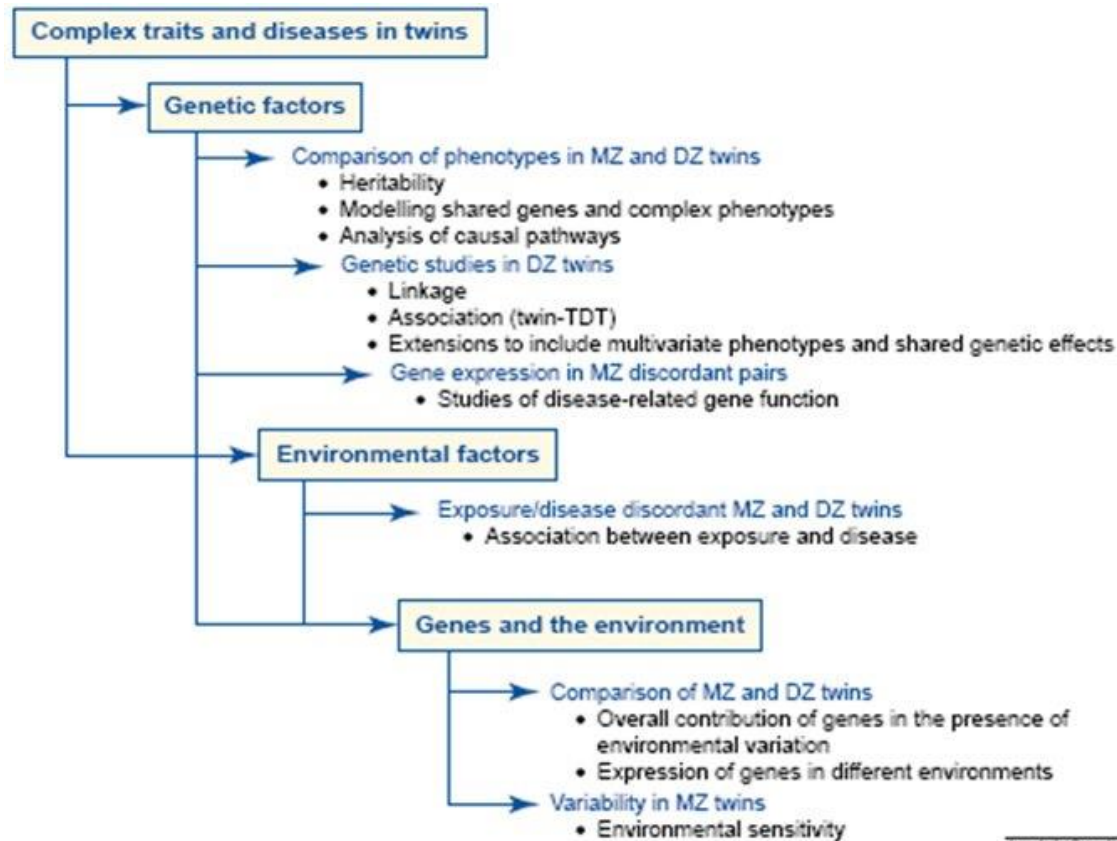 Complex traits and diseases in twins
Genetic factors
Comparison of phenotypes in MZ and DZ twins
• Heritability
• Modelling shared genes and complex phenotypes
• Analysis of causal pathways
Genetic studies in DZ twins
• Linkage
• Association (twin-TDT)
• Extensions to include multivariate phenotypes and shared genetic effects
Gene expression in MZ discordant pairs
• Studies of disease-related gene function
Environmental factors
Exposure/disease discordant MZ and DZ twins
• Association between exposure and disease
Genes and the environment
Comparison of MZ and DZ twins
• Overall contribution of genes in the presence of
environmental variation
• Expression of genes in different environments
Variability in MZ twins
• Environmental sensitivity